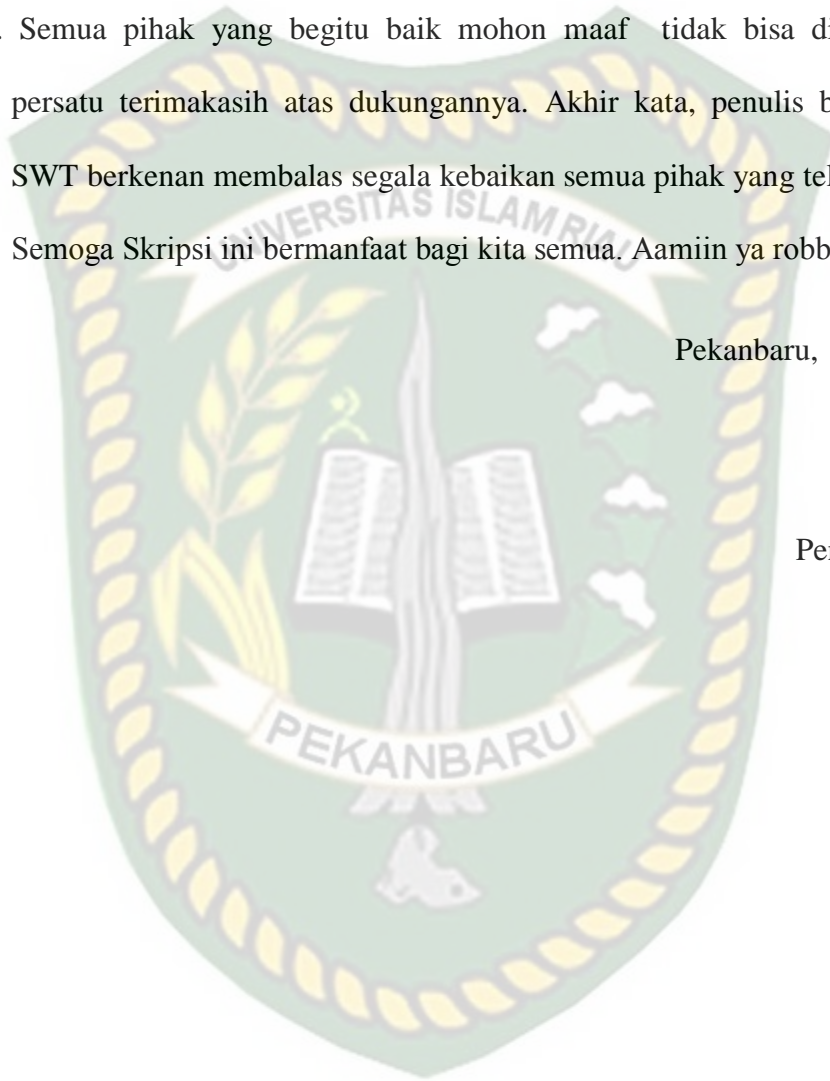 . Semua pihak yang begitu baik mohon maaf tidak bisa di
persatu terimakasih atas dukungannya. Akhir kata, penulis b
SWT berkenan membalas segala kebaikan semua pihak yang tel
UNIVERSITAS ISLAM RIAU
Semoga Skripsi ini bermanfaat bagi kita semua. Aamiin ya robb
Pekanbaru,
Pe
PEKANBARU